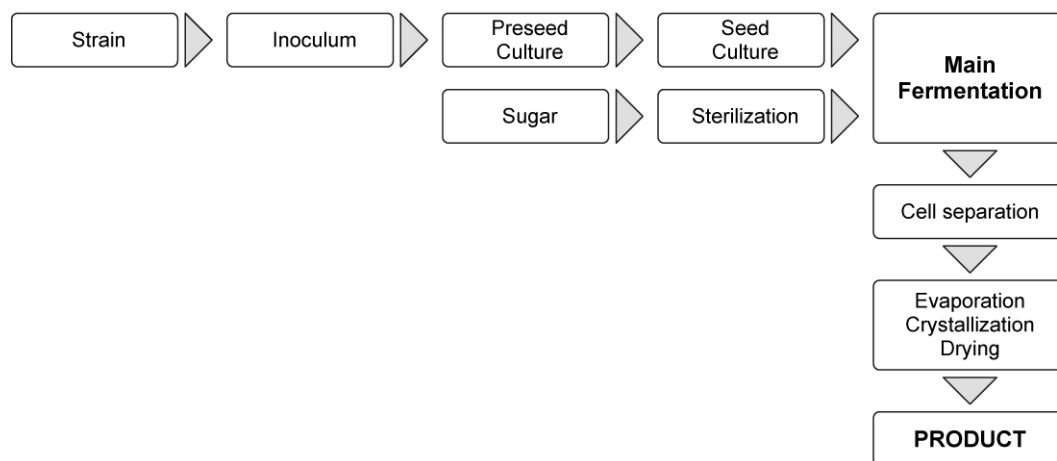 Strain
Inoculum
Preseed
Culture
Seed
Culture
Main
Fermentation
Sugar
Sterilization
Cell separation
Evaporation
Crystallization
Drying
PRODUCT